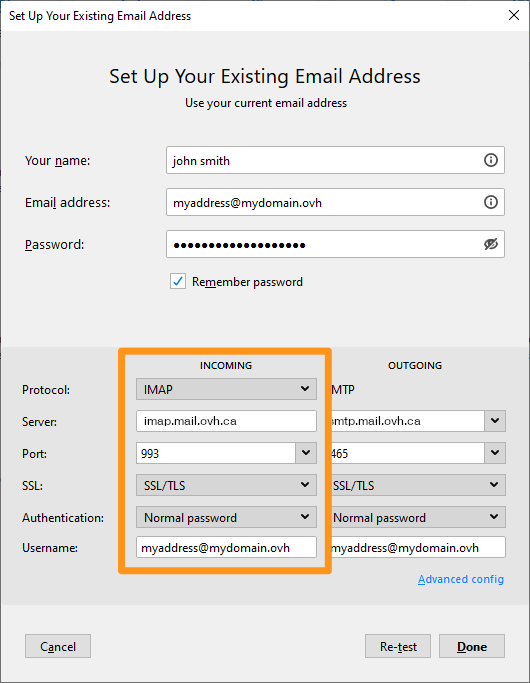 Set Up Your Existing Email Address
Set Up Your Existing Email Address
Use your current email address
Your name: john smith
Email address: myaddress@mydomain.ovh
Password: ●●●●●●●●●●●●●●●●●●●
Remember password
INCOMING OUTGOING
Protocol: IMAP MTP
Server: imap.mail.ovh.ca smtp.mail.ovh.ca
Port: 993 465
SSL: SSL/TLS SSL/TLS
Authentication: Normal password Normal password
Username: myaddress@mydomain.ovh myaddress@mydomain.ovh
Advanced config
Cancel Re-test Done